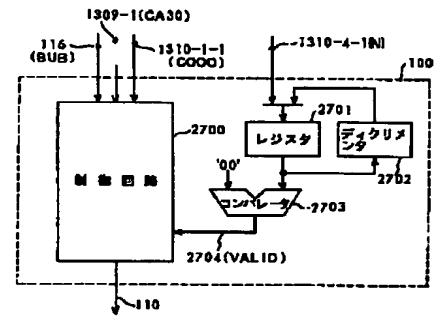 1309-1(CA30)
116
(BUB)
1310-1-1
(C000)
1310-4-1(N)
100
2700
2701
レジスタ
ディクリメ
ンタ
2702
制御回路
'00'
コンパレータ
2703
2704(VALID)
110